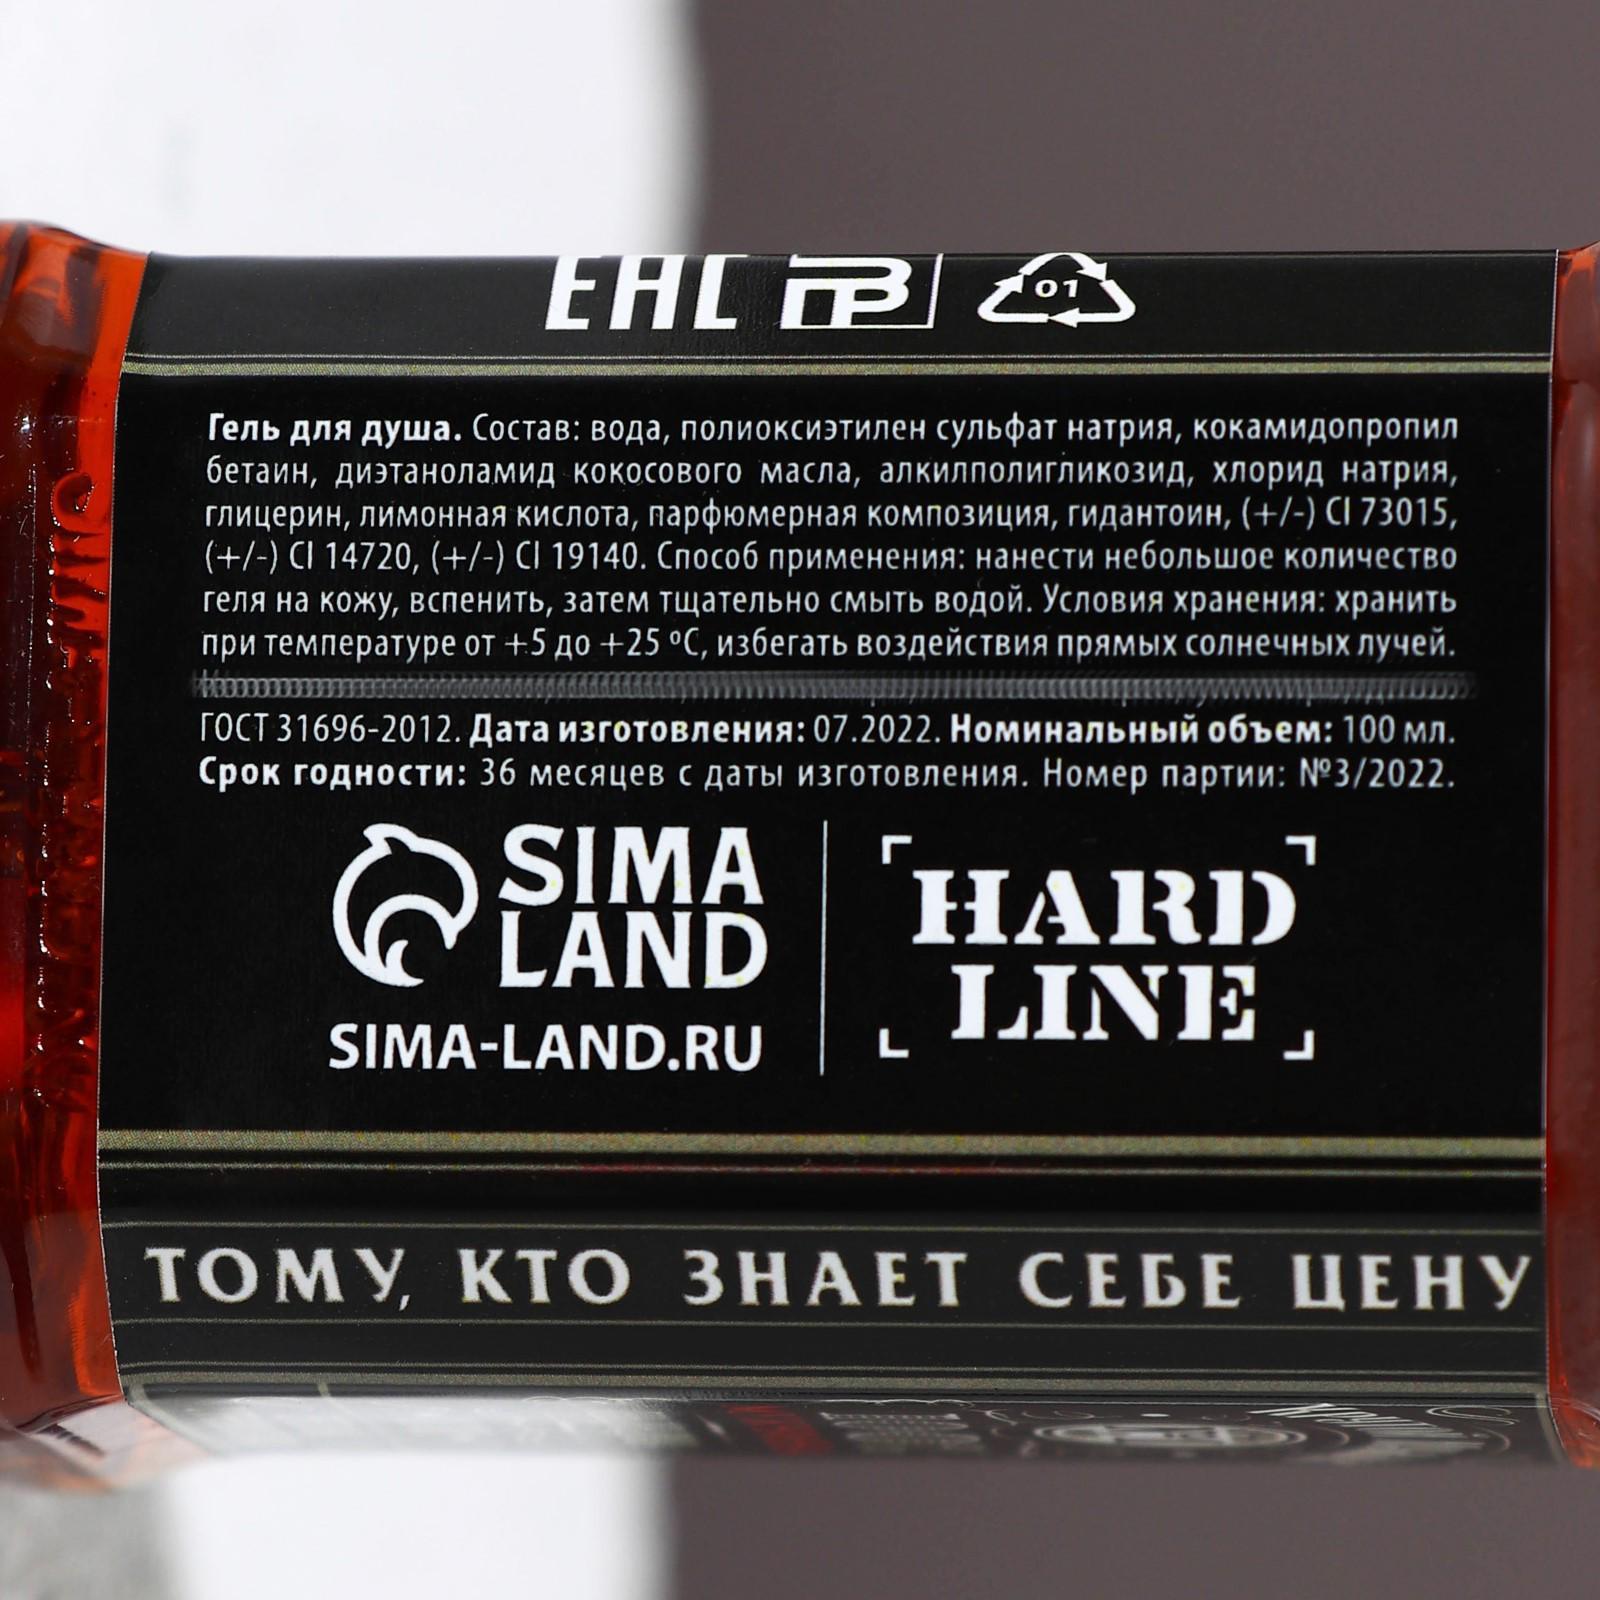 ЕАС РВ 01
Гель для душа. Состав: вода, полиоксиэтилен сульфат натрия, кокамидопропил
бетаин, диэтаноламид кокосового масла, алкилполигликозид, хлорид натрия,
глицерин, лимонная кислота, парфюмерная композиция, гидантоин, (+/-) CI 73015,
(+/-) CI 14720, (+/-) CI 19140. Способ применения: нанести небольшое количество
геля на кожу, вспенить, затем тщательно смыть водой. Условия хранения: хранить
при температуре от +5 до +25 ºС, избегать воздействия прямых солнечных лучей.
ГОСТ 31696-2012. Дата изготовления: 07.2022. Номинальный объем: 100 мл.
Срок годности: 36 месяцев с даты изготовления. Номер партии: №3/2022.
SIMA
LAND
SIMA-LAND.RU
HARD
LINE
ТОМУ, КТО ЗНАЕТ СЕБЕ ЦЕНУ